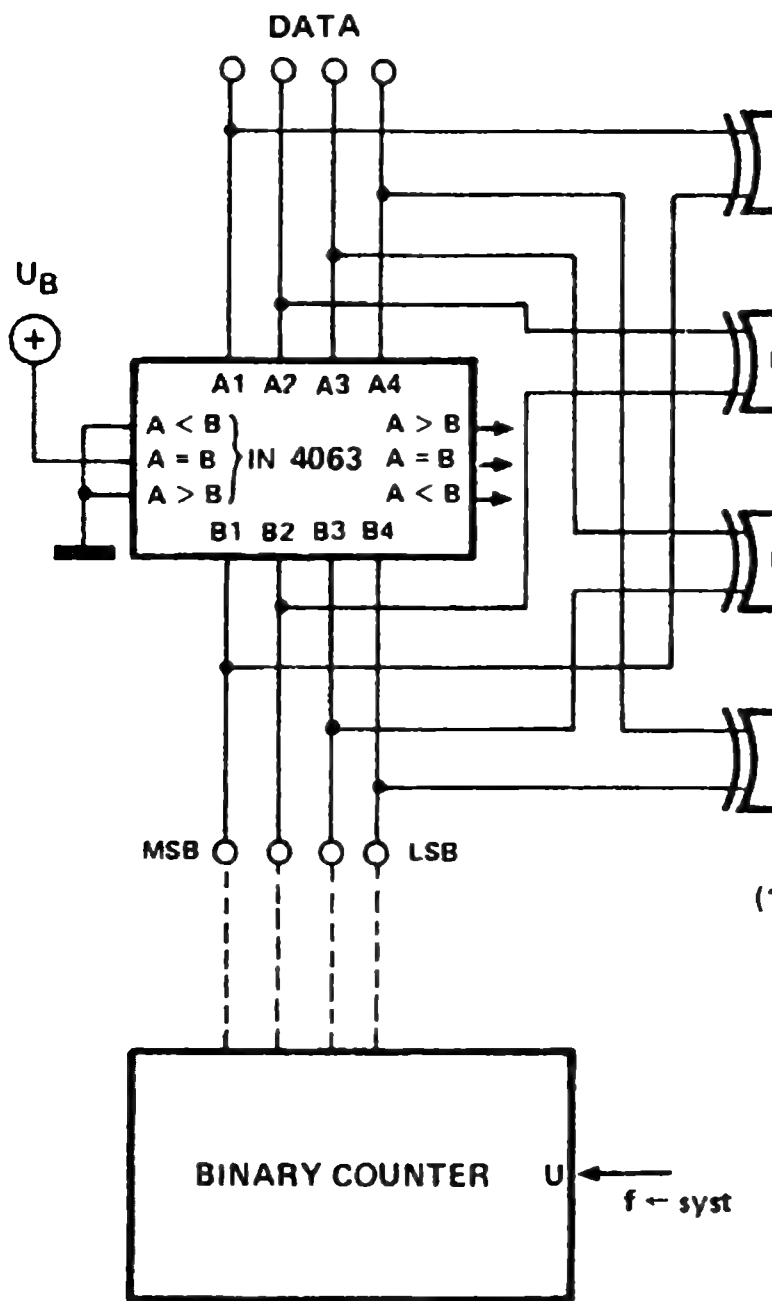 DATA
U_B
+
A1 A2 A3 A4
A < B
A = B
A > B
IN 4063
A > B
A = B
A < B
B1 B2 B3 B4
MSB
LSB
BINARY COUNTER
U
f ← syst